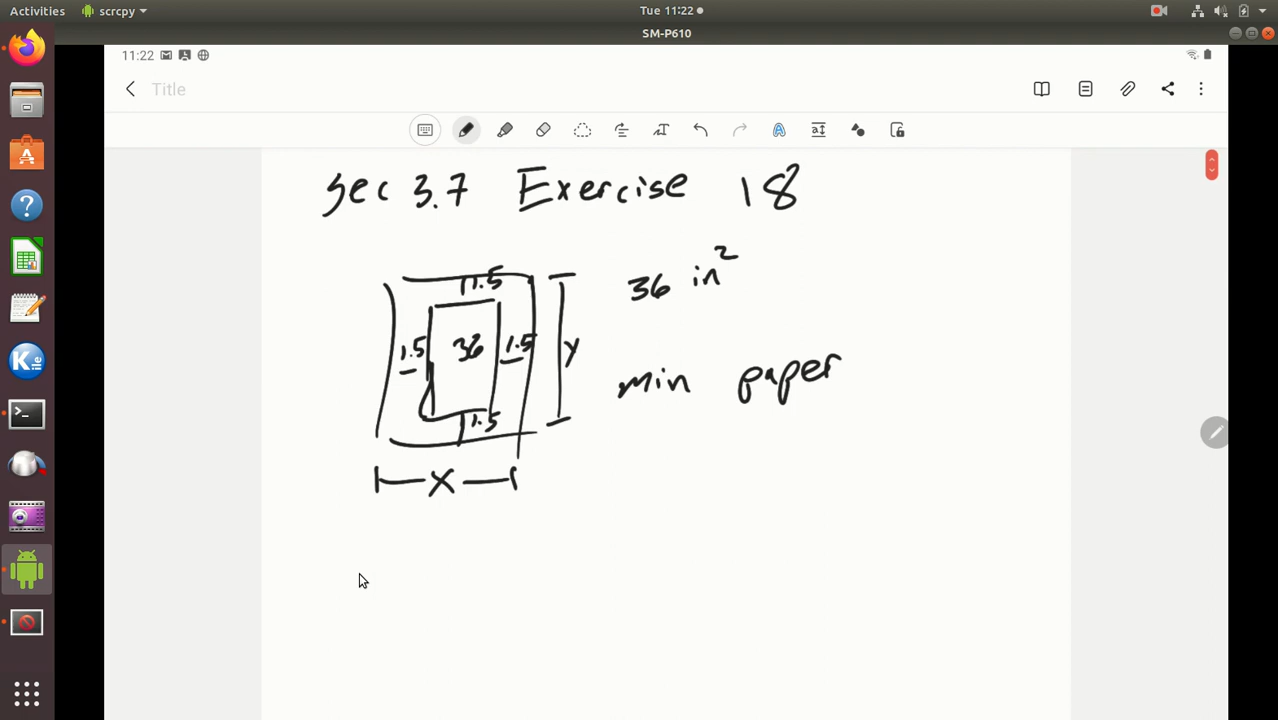 Activities scrcpy Tue 11:22
SM-P610
11:22
Title
sec 3.7 Exercise 18
1.5
36 in²
1.5 36 1.5 y
min paper
1.5
x